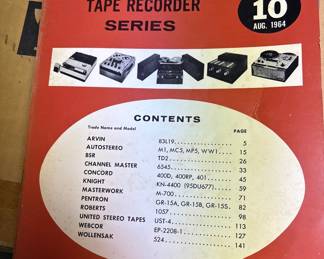 TAPE RECORDER
SERIES
10
AUG. 1964
CONTENTS
Trade Name and Model PAGE
ARVIN 83L19 5
AUTOSTEREO M1, MC5, MP5, WW1 15
BSR TD2 26
CHANNEL MASTER 6545 33
CONCORD 400D, 400RP, 401 45
KNIGHT KN-4400 (95DU677) 59
MASTERWORK M-700 71
PENTRON GR-15A, GR-15B, GR-15S 82
ROBERTS 1057 98
UNITED STEREO TAPES UST-4 113
WEBCOR EP-2208-1 127
WOLLENSAK 524 141